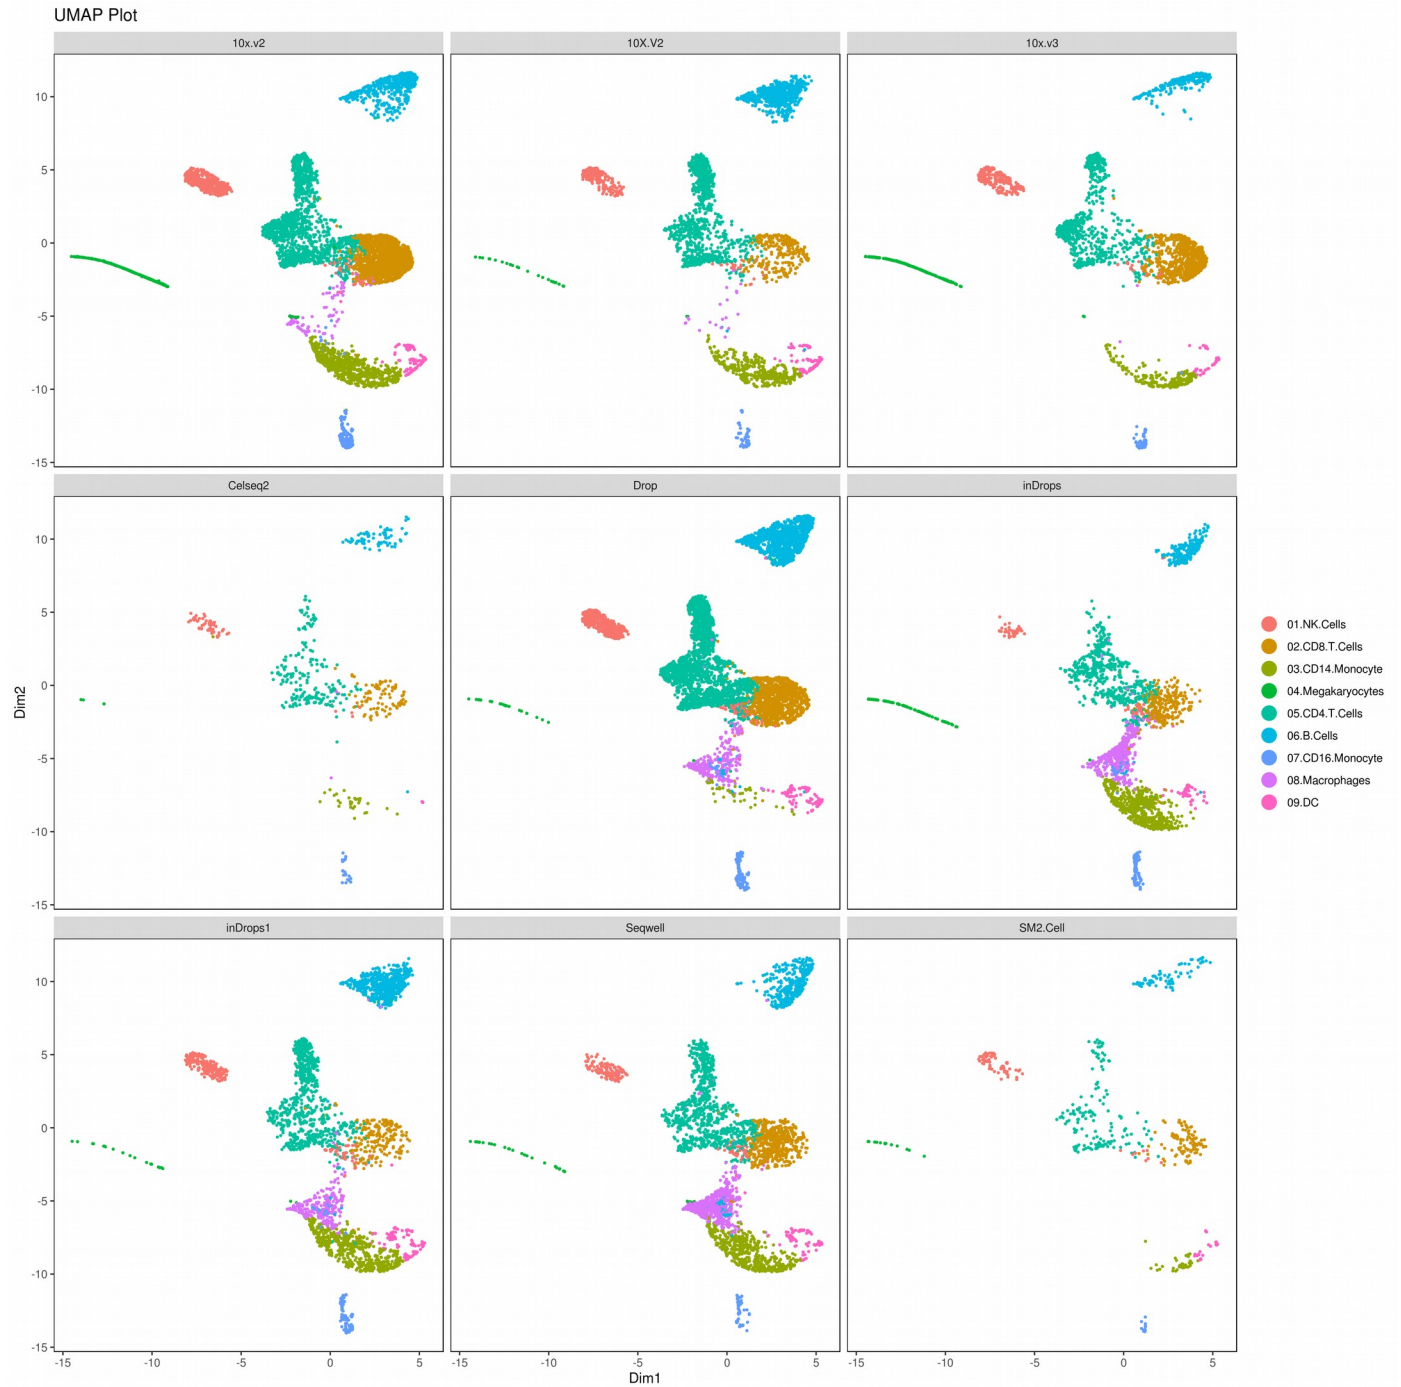 UMAP Plot
10x.v2
10X.V2
10x.v3
10
5
0
-5
-10
-15
Celseq2
Drop
inDrops
10
5
0
-5
-10
-15
Dim2
01.NK.Cells
02.CD8.T.Cells
03.CD14.Monocyte
04.Megakaryocytes
05.CD4.T.Cells
06.B.Cells
07.CD16.Monocyte
08.Macrophages
09.DC
inDrops1
Seqwell
SM2.Cell
10
5
0
-5
-10
-15
-15 -10 -5 0 5
-15 -10 -5 0 5
-15 -10 -5 0 5
Dim1